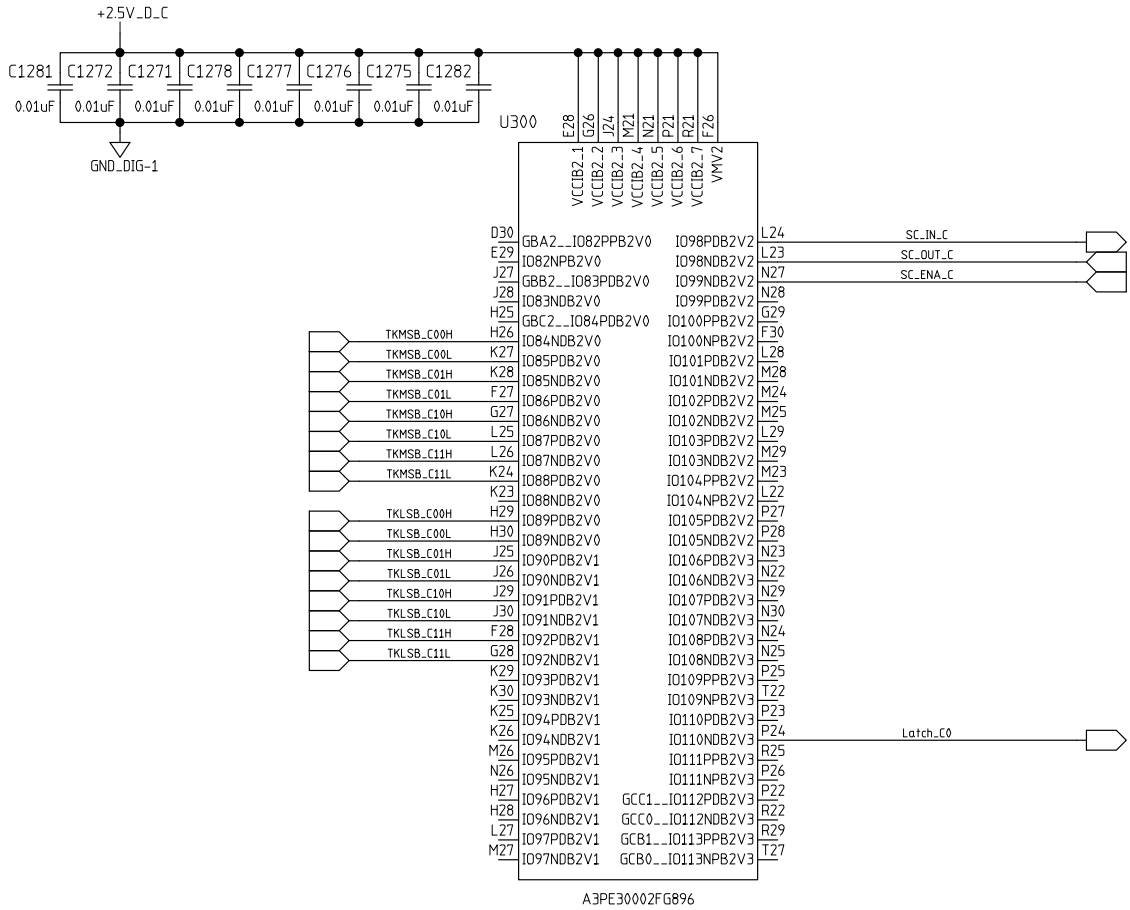 +2.5V_D_C
C1281 C1272 C1271 C1278 C1277 C1276 C1275 C1282
0.01uF 0.01uF 0.01uF 0.01uF 0.01uF 0.01uF 0.01uF 0.01uF
GND_DIG-1
U300
E28 G26 J24 M21 N21 P21 R21 F26
VCCIB2_1 VCCIB2_2 VCCIB2_3 VCCIB2_4 VCCIB2_5 VCCIB2_6 VCCIB2_7 VMV2
D30 GBA2__IO82PPB2V0 IO98PDB2V2 L24 SC_IN_C
E29 IO82NPB2V0 IO98NDB2V2 L23 SC_OUT_C
J27 GBB2__IO83PDB2V0 IO99NDB2V2 N27 SC_ENA_C
J28 IO83NDB2V0 IO99PDB2V2 N28
H25 GBC2__IO84PDB2V0 IO100PPB2V2 G29
TKMSB_C00H H26 IO84NDB2V0 IO100NPB2V2 F30
TKMSB_C00L K27 IO85PDB2V0 IO101PDB2V2 L28
TKMSB_C01H K28 IO85NDB2V0 IO101NDB2V2 M28
TKMSB_C01L F27 IO86PDB2V0 IO102PDB2V2 M24
TKMSB_C10H G27 IO86NDB2V0 IO102NDB2V2 M25
TKMSB_C10L L25 IO87PDB2V0 IO103PDB2V2 L29
TKMSB_C11H L26 IO87NDB2V0 IO103NDB2V2 M29
TKMSB_C11L K24 IO88PDB2V0 IO104PPB2V2 M23
K23 IO88NDB2V0 IO104NPB2V2 L22
TKLSB_C00H H29 IO89PDB2V0 IO105PDB2V2 P27
TKLSB_C00L H30 IO89NDB2V0 IO105NDB2V2 P28
TKLSB_C01H J25 IO90PDB2V1 IO106PDB2V3 N23
TKLSB_C01L J26 IO90NDB2V1 IO106NDB2V3 N22
TKLSB_C10H J29 IO91PDB2V1 IO107PDB2V3 N29
TKLSB_C10L J30 IO91NDB2V1 IO107NDB2V3 N30
TKLSB_C11H F28 IO92PDB2V1 IO108PDB2V3 N24
TKLSB_C11L G28 IO92NDB2V1 IO108NDB2V3 N25
K29 IO93PDB2V1 IO109PPB2V3 P25
K30 IO93NDB2V1 IO109NPB2V3 T22
K25 IO94PDB2V1 IO110PDB2V3 P23
K26 IO94NDB2V1 IO110NDB2V3 P24 Latch_C0
M26 IO95PDB2V1 IO111PPB2V3 R25
N26 IO95NDB2V1 IO111NPB2V3 P26
H27 IO96PDB2V1 GCC1__IO112PDB2V3 P22
H28 IO96NDB2V1 GCC0__IO112NDB2V3 R22
L27 IO97PDB2V1 GCB1__IO113PPB2V3 R29
M27 IO97NDB2V1 GCB0__IO113NPB2V3 T27
A3PE30002FG896